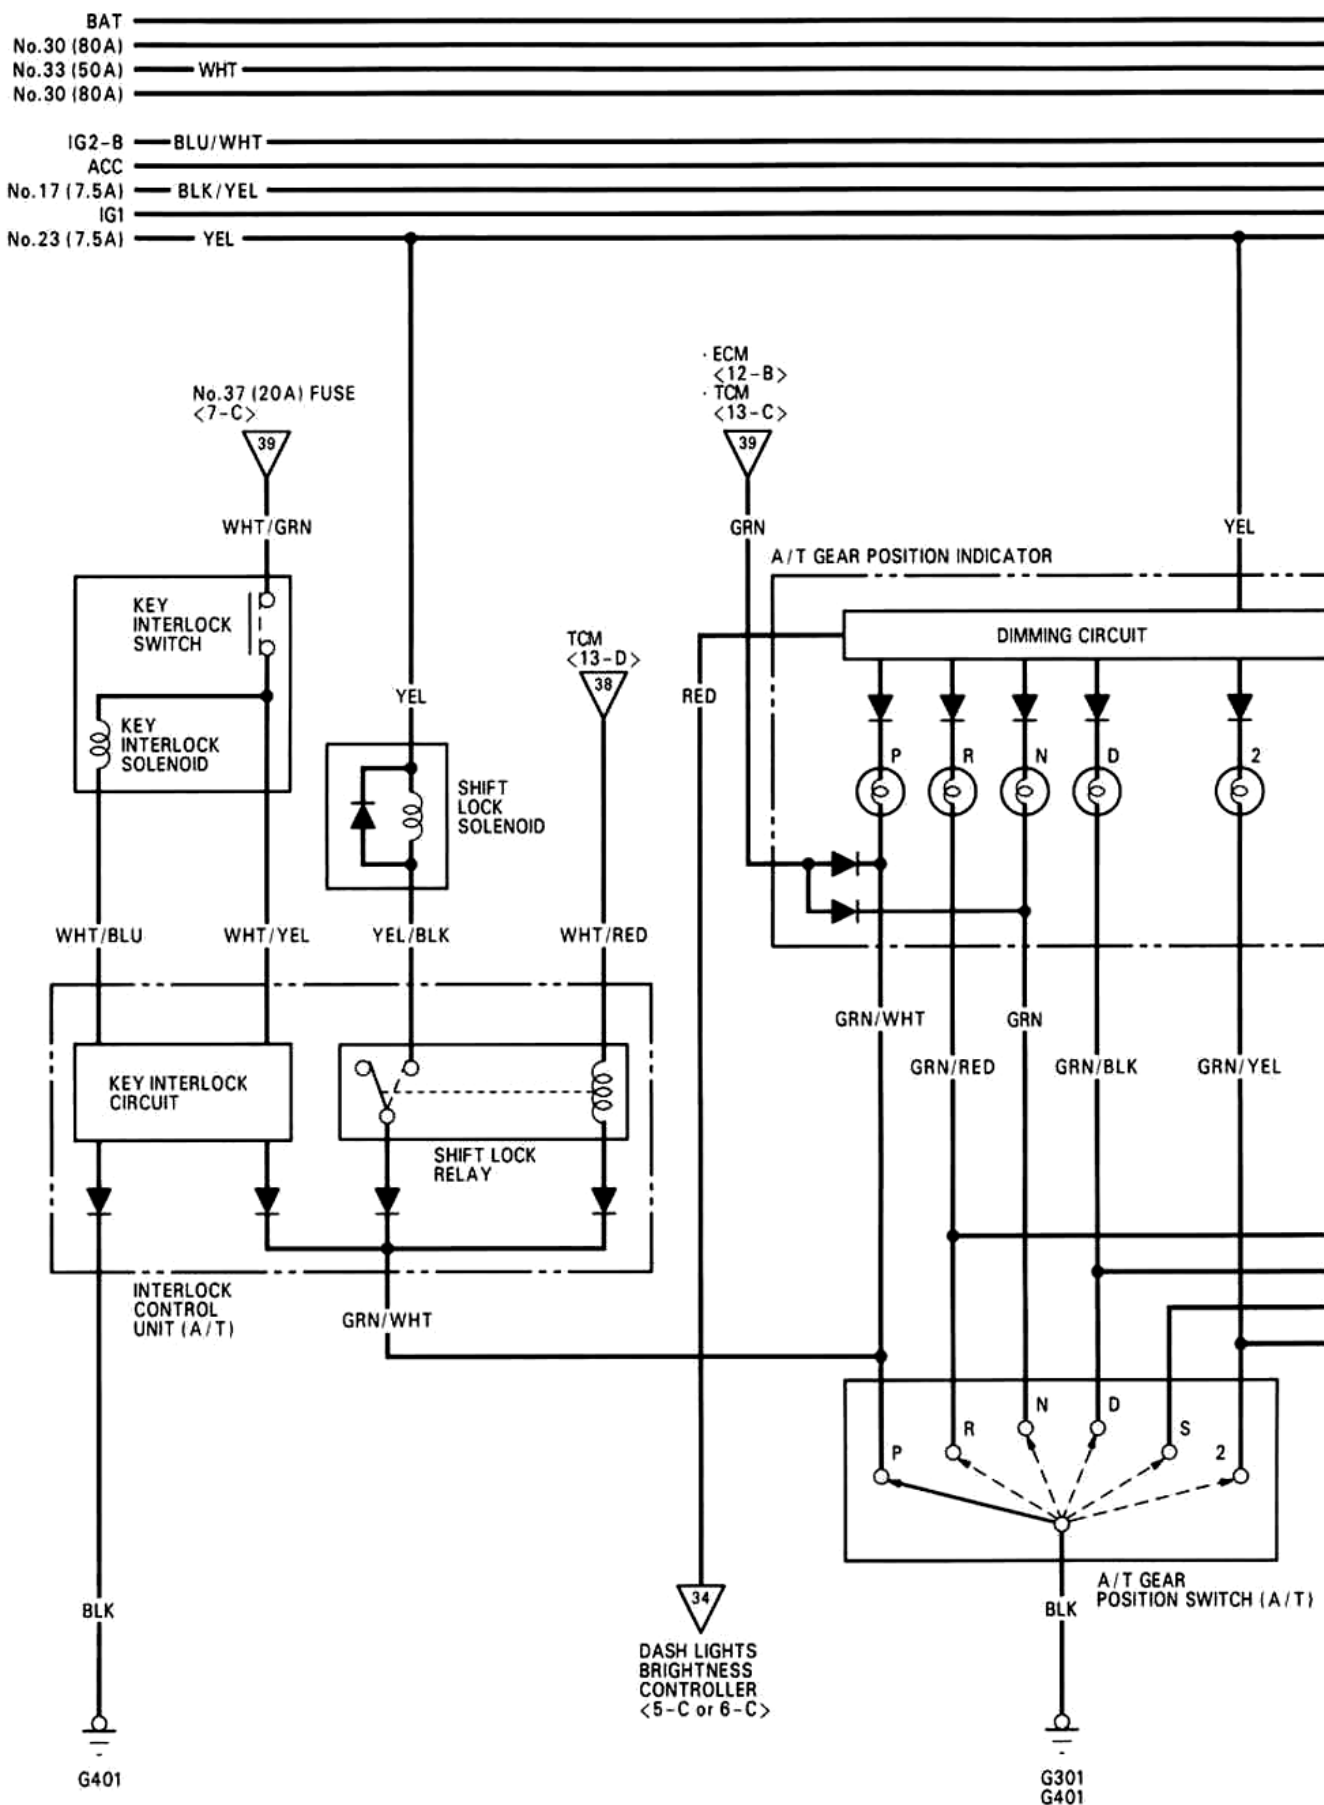 BAT
No.30 (80A)
No.33 (50A) WHT
No.30 (80A)
IG2-B BLU/WHT
ACC
No.17 (7.5A) BLK/YEL
IG1
No.23 (7.5A) YEL
· ECM
<12-B>
· TCM
<13-C>
39
No.37 (20A) FUSE
<7-C>
39
WHT/GRN
GRN
YEL
A/T GEAR POSITION INDICATOR
KEY
INTERLOCK
SWITCH
DIMMING CIRCUIT
TCM
<13-D>
38
YEL
RED
KEY
INTERLOCK
SOLENOID
P R N D 2
SHIFT
LOCK
SOLENOID
WHT/BLU WHT/YEL YEL/BLK WHT/RED
GRN/WHT GRN
GRN/RED GRN/BLK GRN/YEL
KEY INTERLOCK
CIRCUIT
SHIFT LOCK
RELAY
INTERLOCK
CONTROL
UNIT (A/T)
GRN/WHT
P R N D S 2
A/T GEAR
POSITION SWITCH (A/T)
BLK
BLK
34
DASH LIGHTS
BRIGHTNESS
CONTROLLER
<5-C or 6-C>
G401
G301
G401